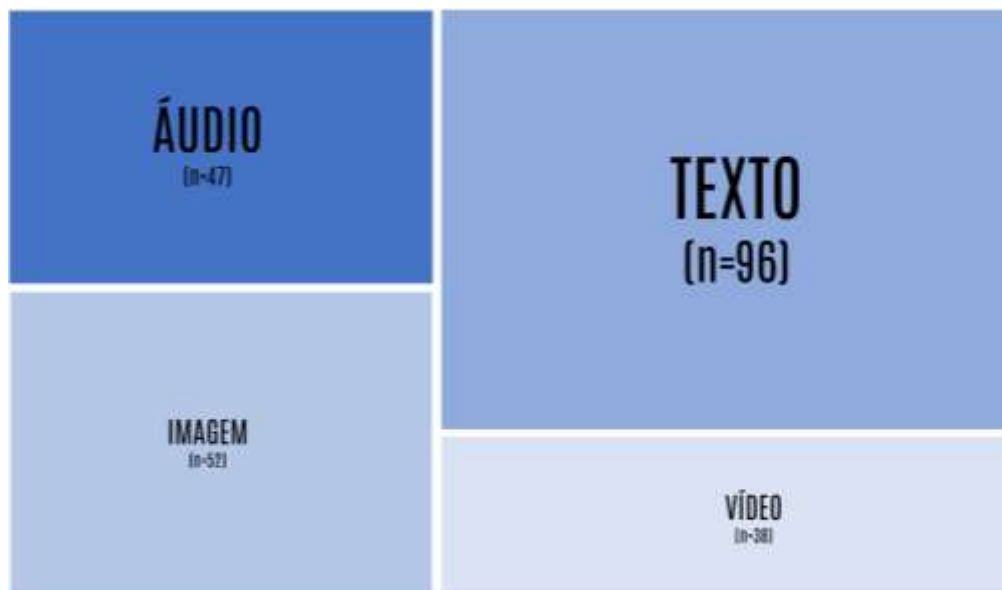 ÁUDIO
(n=47)
TEXTO
(n=96)
IMAGEM
(n=52)
VÍDEO
(n=38)